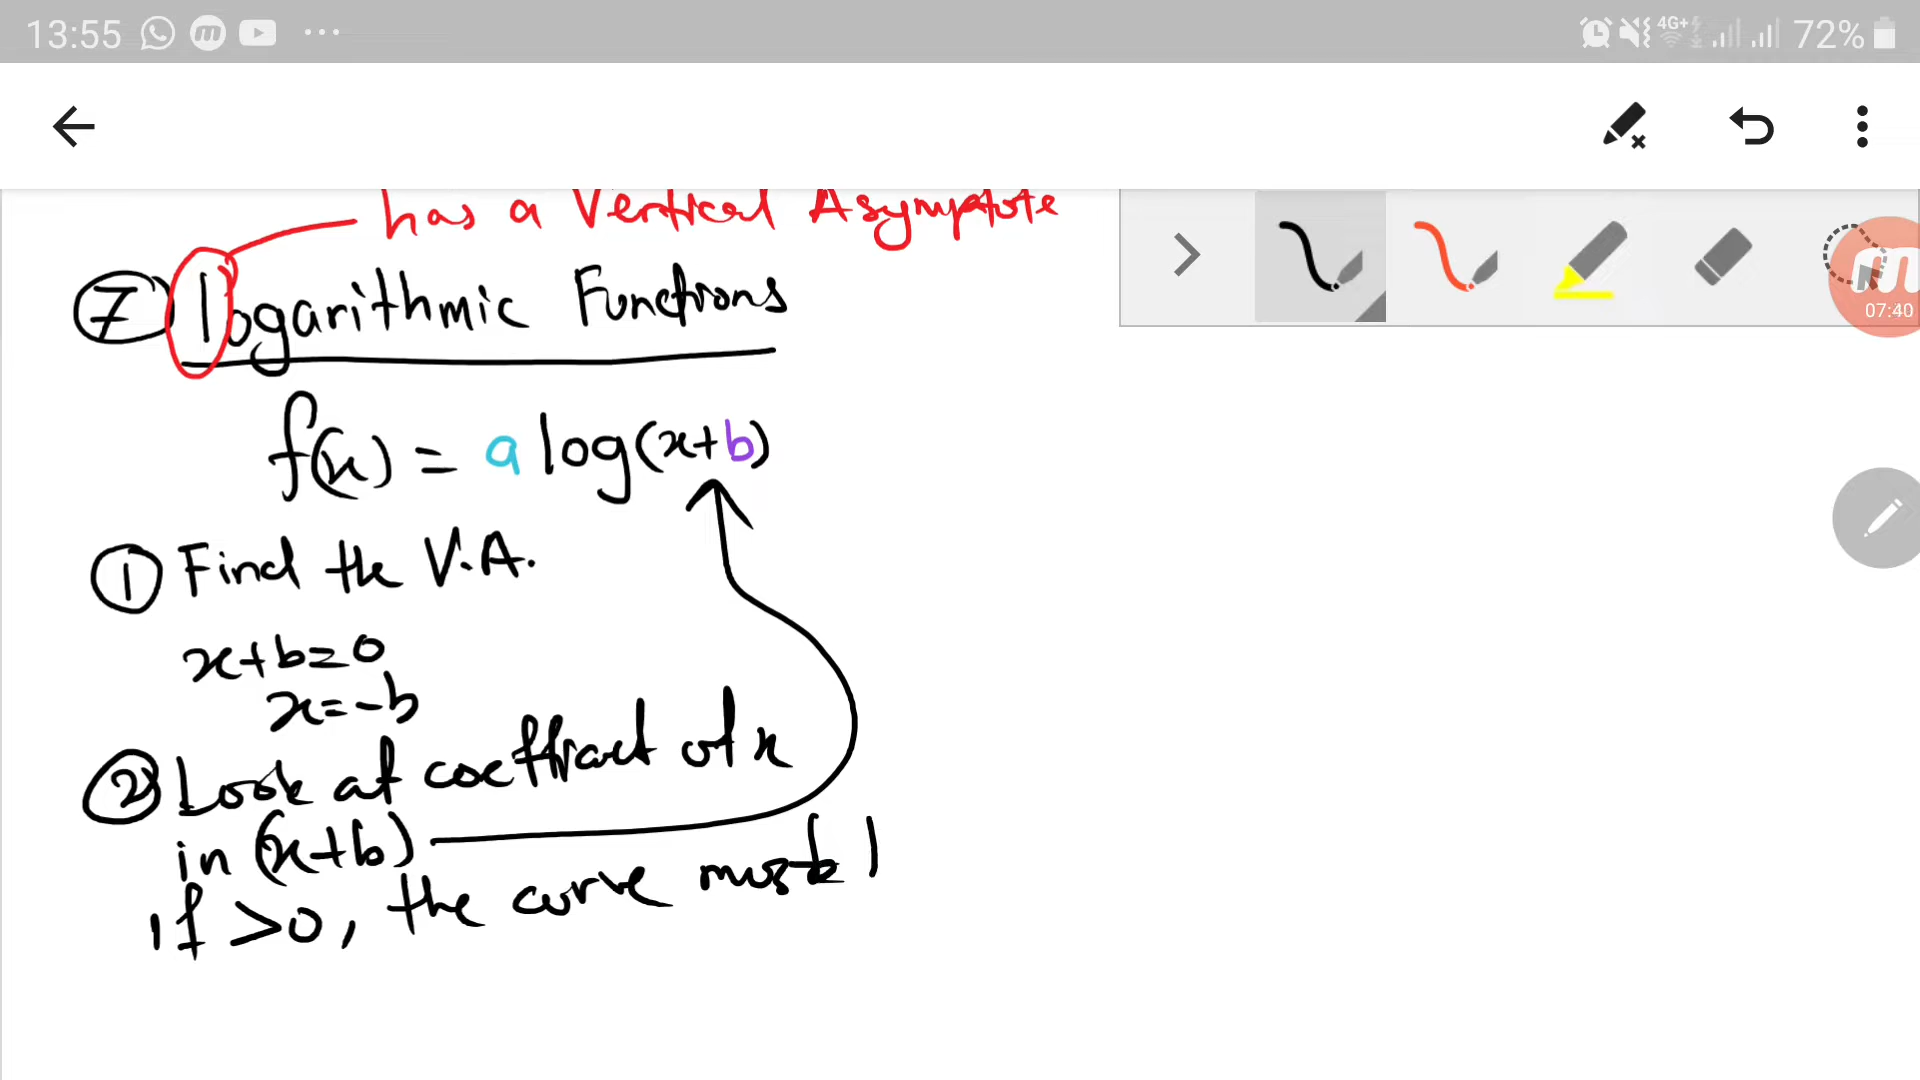 13:55 ... 4G+ 72%
has a Vertical Asymptote
⑦ logarithmic Functions
07:40
f(x) = a log(x+b)
① Find the V.A.
x+b=0
x=-b
② Look at coefficient of x
in (x+b)
if >0, the curve must l